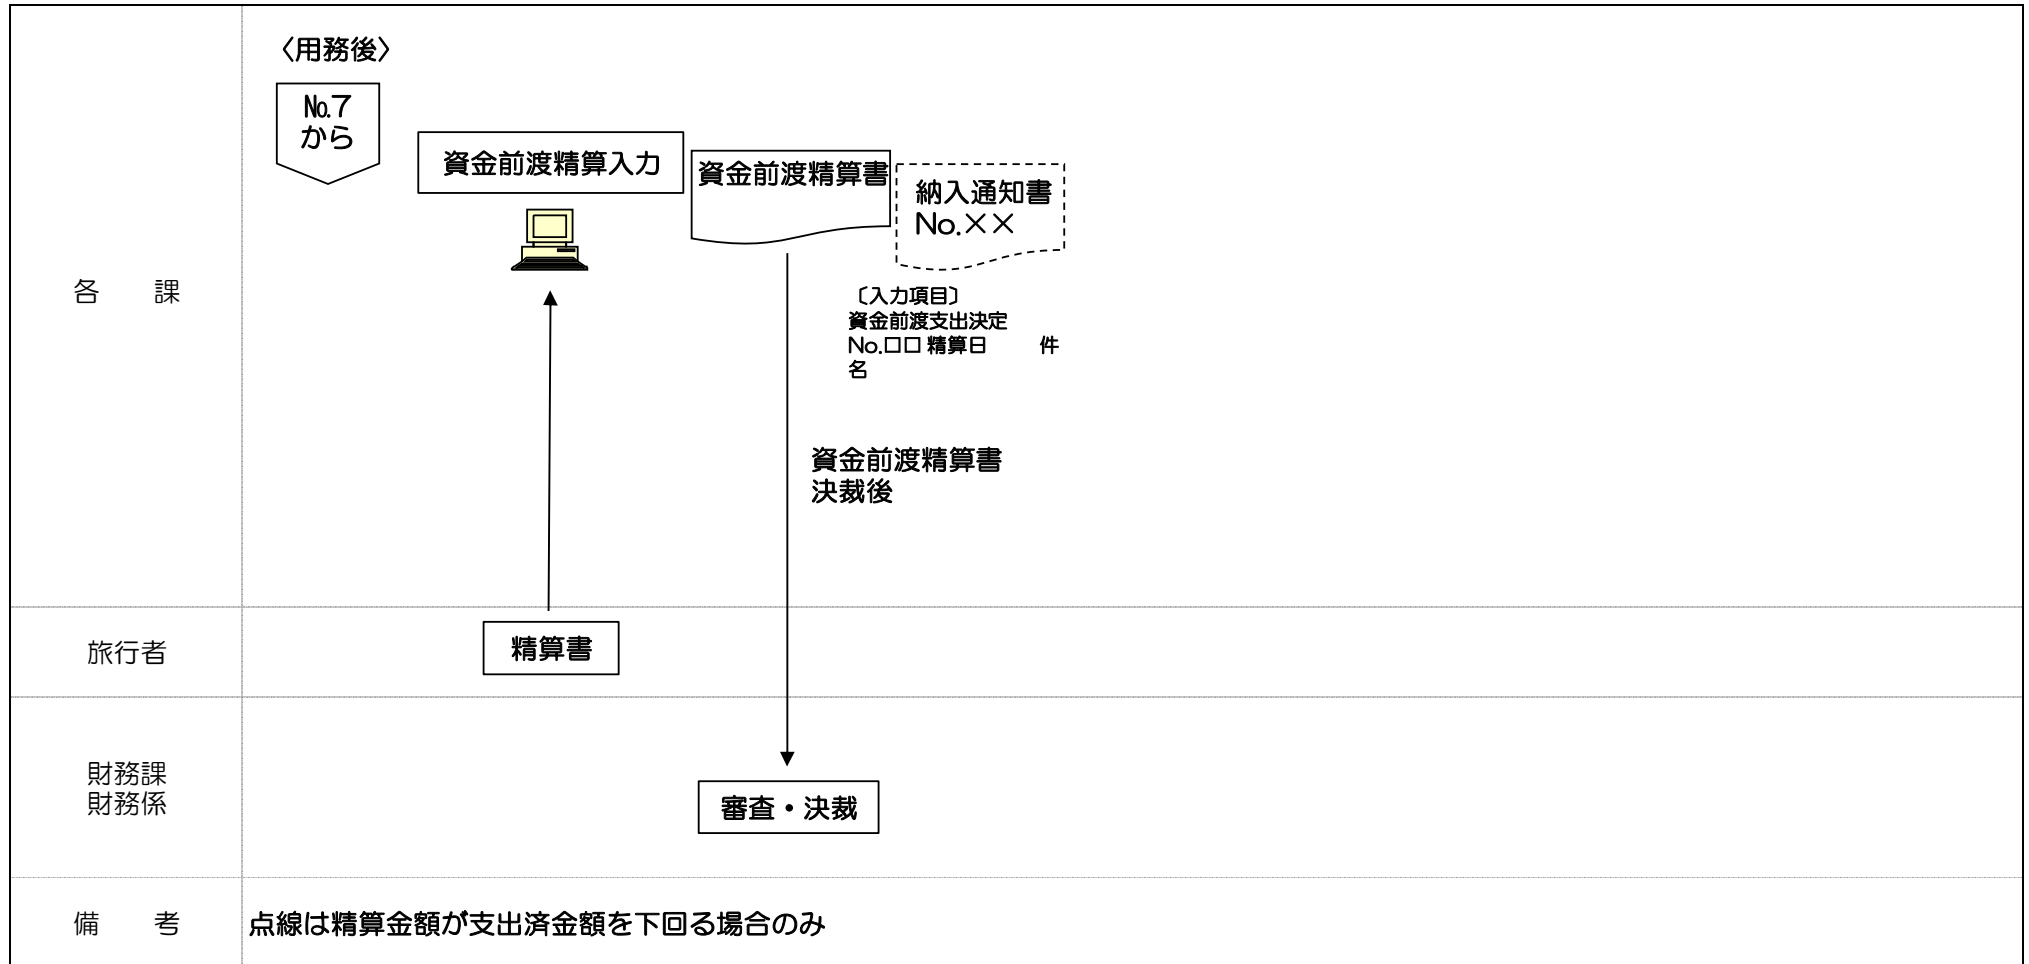 〈用務後〉
№7
から
資金前渡精算入力
資金前渡精算書
納入通知書
No.××
各　　課
〔入力項目〕
資金前渡支出決定
No.□□ 精算日　　件
名
資金前渡精算書
決裁後
旅行者
精算書
財務課
財務係
審査・決裁
備　　考
点線は精算金額が支出済金額を下回る場合のみ